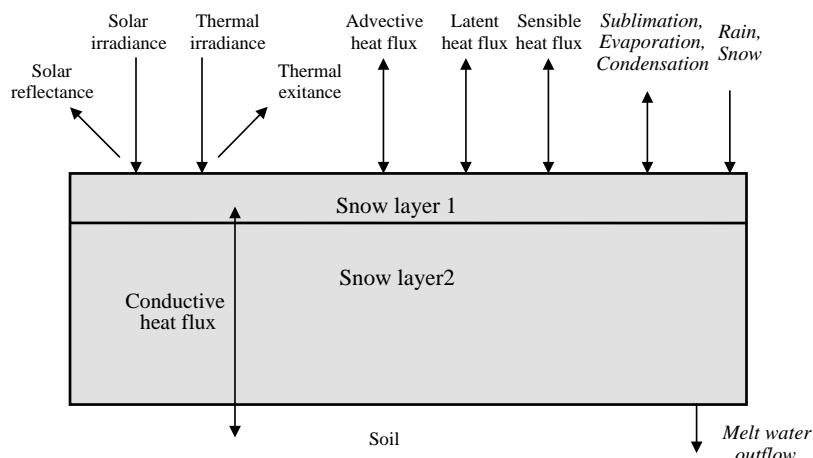 Solar
irradiance
Thermal
irradiance
Advective
heat flux
Latent
heat flux
Sensible
heat flux
Sublimation,
Evaporation,
Condensation
Rain,
Snow
Solar
reflectance
Thermal
exitance
Snow layer 1
Snow layer2
Conductive
heat flux
Soil
Melt water
outflow